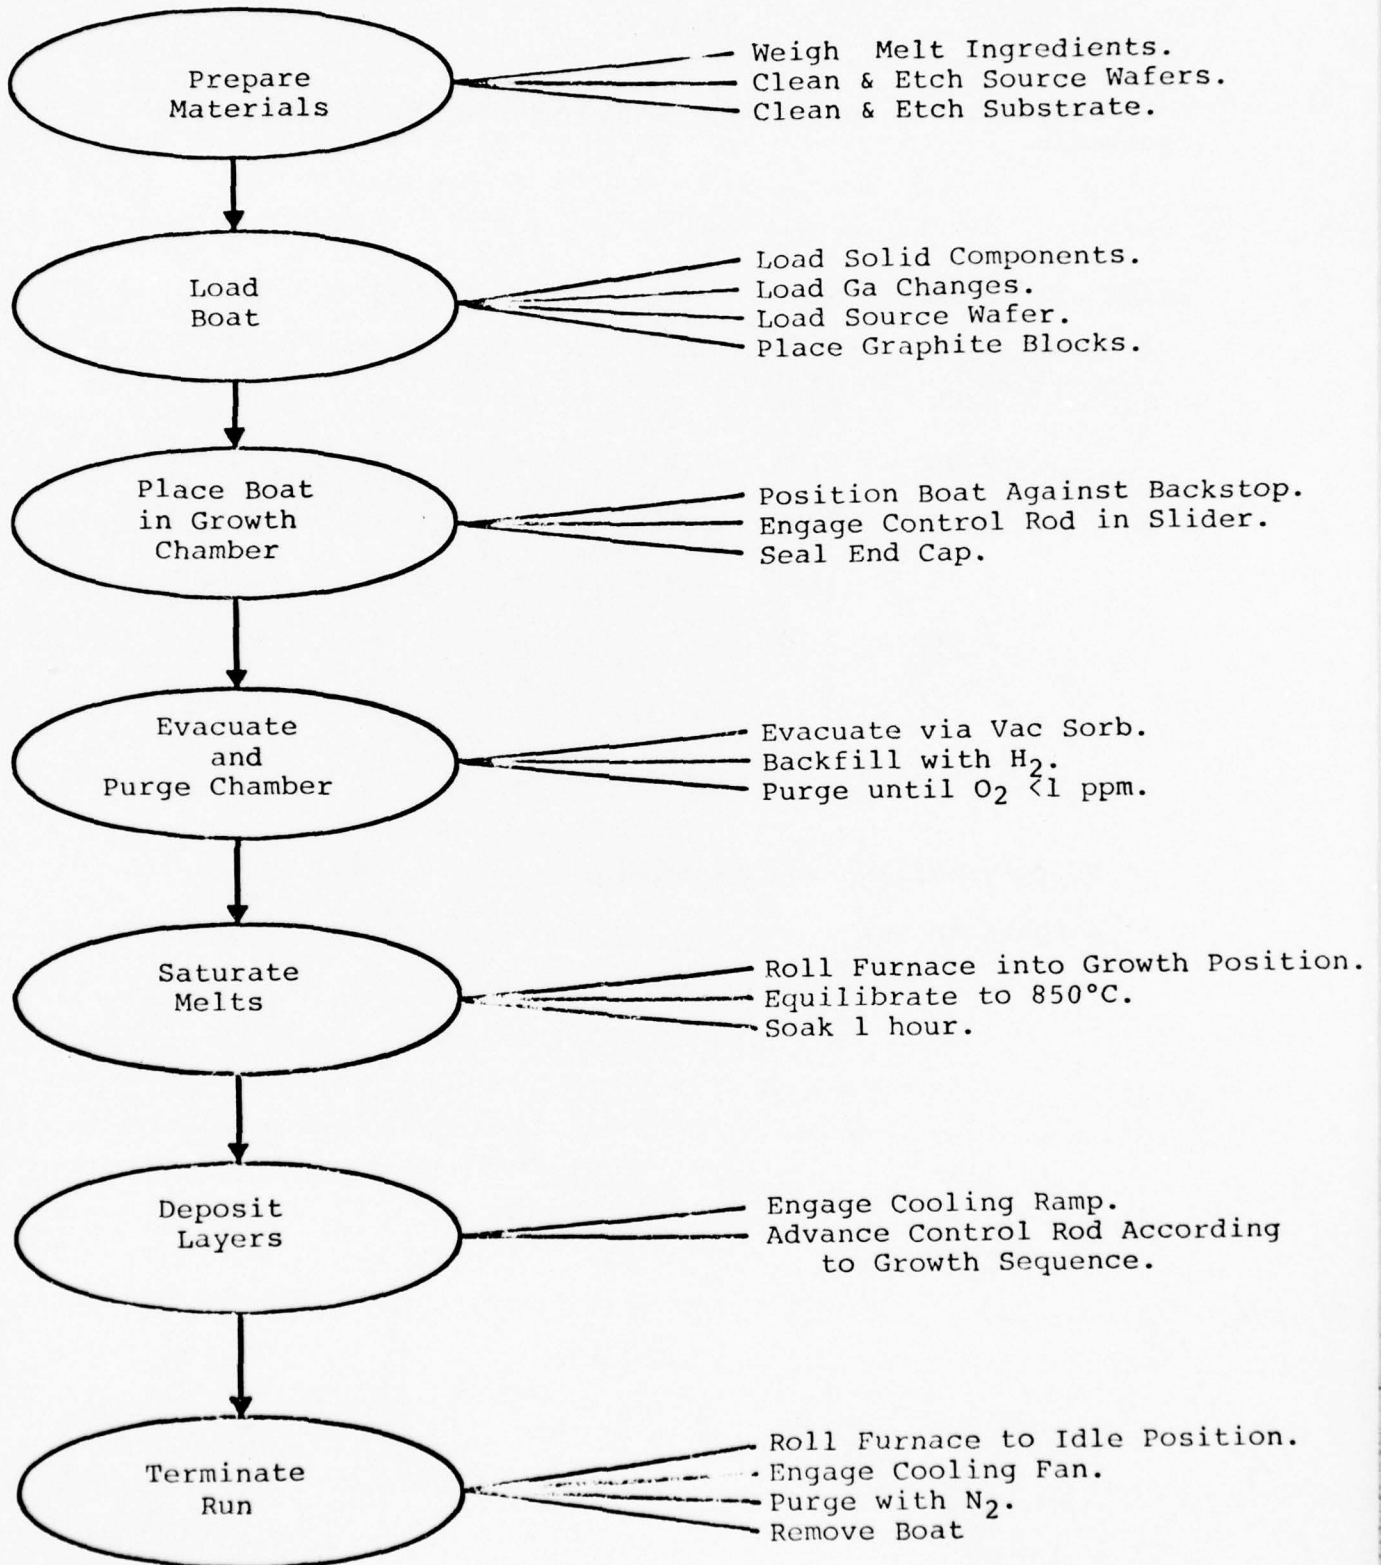 Prepare
Materials
Weigh Melt Ingredients.
Clean & Etch Source Wafers.
Clean & Etch Substrate.
Load
Boat
Load Solid Components.
Load Ga Changes.
Load Source Wafer.
Place Graphite Blocks.
Place Boat
in Growth
Chamber
Position Boat Against Backstop.
Engage Control Rod in Slider.
Seal End Cap.
Evacuate
and
Purge Chamber
Evacuate via Vac Sorb.
Backfill with H2.
Purge until O2 <1 ppm.
Saturate
Melts
Roll Furnace into Growth Position.
Equilibrate to 850°C.
Soak 1 hour.
Deposit
Layers
Engage Cooling Ramp.
Advance Control Rod According
to Growth Sequence.
Terminate
Run
Roll Furnace to Idle Position.
Engage Cooling Fan.
Purge with N2.
Remove Boat